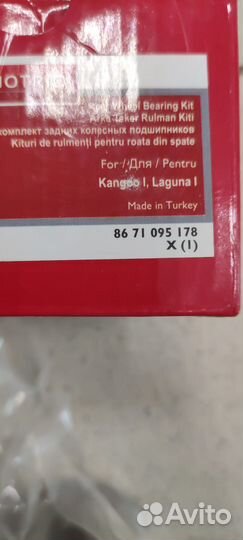 Wheel Bearing Kit
Arka Teker Rulman Kiti
комплект задних колесных подшипников
Kituri de rulmenţi pentru roata din spate
For / Для / Pentru
Kangoo I, Laguna I
Made in Turkey
86 71 095 178
X (1)
Avito